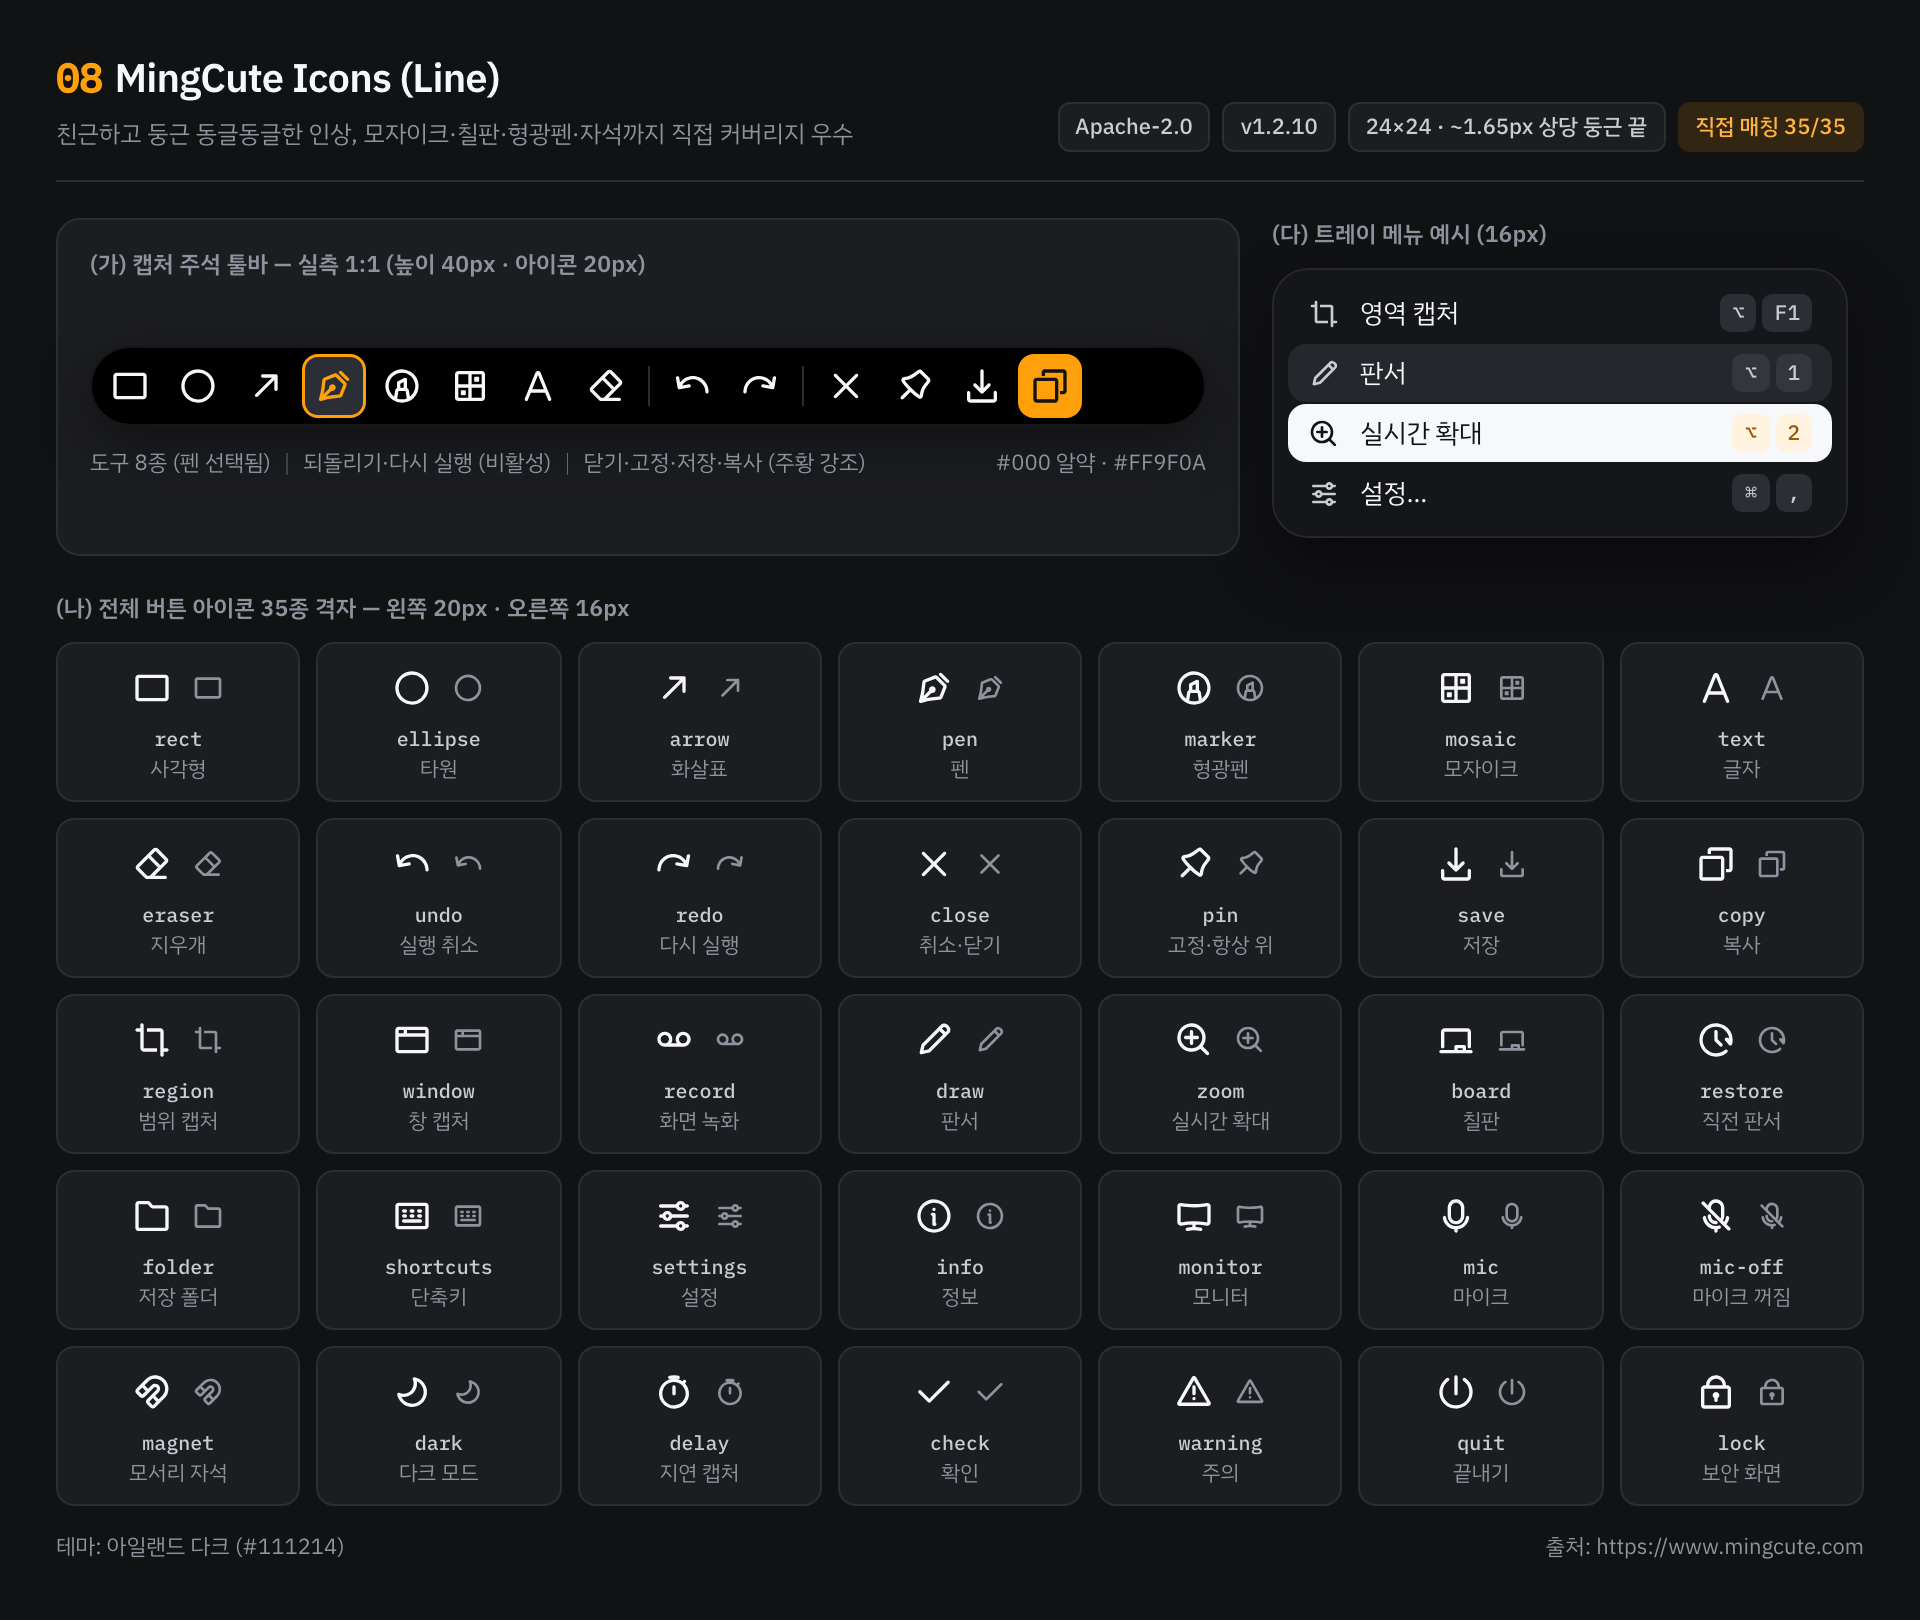 08 MingCute Icons (Line)
친근하고 둥근 동글동글한 인상, 모자이크·칠판·형광펜·자석까지 직접 커버리지 우수
Apache-2.0
v1.2.10
24×24 · ~1.65px 상당 둥근 끝
직접 매칭 35/35
(가) 캡처 주석 툴바 — 실측 1:1 (높이 40px · 아이콘 20px)
도구 8종 (펜 선택됨) | 되돌리기·다시 실행 (비활성) | 닫기·고정·저장·복사 (주황 강조)
#000 알약 · #FF9F0A
(다) 트레이 메뉴 예시 (16px)
영역 캡처 ⌥ F1
판서 ⌥ 1
실시간 확대 ⌥ 2
설정... ⌘ ,
(나) 전체 버튼 아이콘 35종 격자 — 왼쪽 20px · 오른쪽 16px
rect
사각형
ellipse
타원
arrow
화살표
pen
펜
marker
형광펜
mosaic
모자이크
text
글자
eraser
지우개
undo
실행 취소
redo
다시 실행
close
취소·닫기
pin
고정·항상 위
save
저장
copy
복사
region
범위 캡처
window
창 캡처
record
화면 녹화
draw
판서
zoom
실시간 확대
board
칠판
restore
직전 판서
folder
저장 폴더
shortcuts
단축키
settings
설정
info
정보
monitor
모니터
mic
마이크
mic-off
마이크 꺼짐
magnet
모서리 자석
dark
다크 모드
delay
지연 캡처
check
확인
warning
주의
quit
끝내기
lock
보안 화면
테마: 아일랜드 다크 (#111214)
출처: https://www.mingcute.com